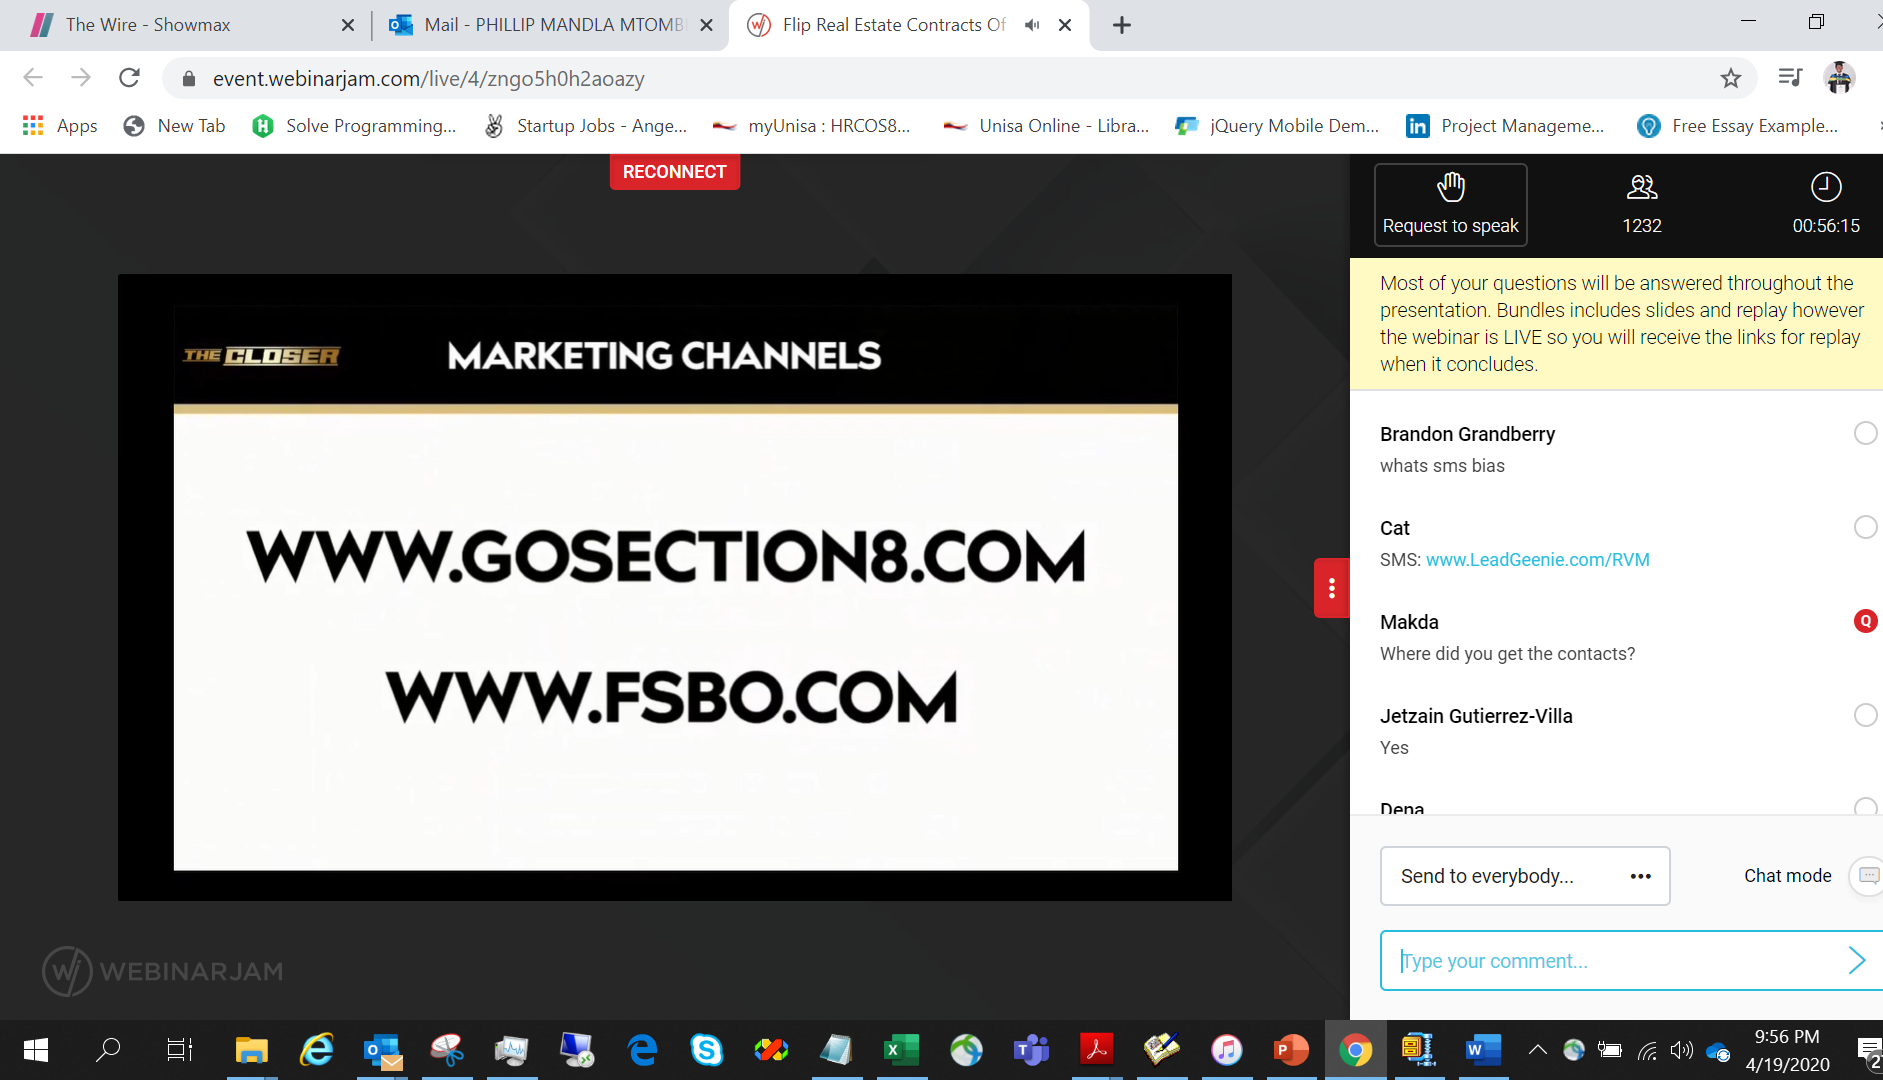 The Wire - Showmax
Mail - PHILLIP MANDLA MTOMB
Flip Real Estate Contracts Of
event.webinarjam.com/live/4/zngo5h0h2aoazy
Apps
New Tab
Solve Programming...
Startup Jobs - Ange...
myUnisa : HRCOS8...
Unisa Online - Libra...
jQuery Mobile Dem...
Project Manageme...
Free Essay Example...
RECONNECT
THE CLOSER
MARKETING CHANNELS
WWW.GOSECTION8.COM
WWW.FSBO.COM
WEBINARJAM
Request to speak
1232
00:56:15
Most of your questions will be answered throughout the
presentation. Bundles includes slides and replay however
the webinar is LIVE so you will receive the links for replay
when it concludes.
Brandon Grandberry
whats sms bias
Cat
SMS: www.LeadGeenie.com/RVM
Makda
Q
Where did you get the contacts?
Jetzain Gutierrez-Villa
Yes
Dena
Send to everybody...
Chat mode
Type your comment...
9:56 PM
4/19/2020